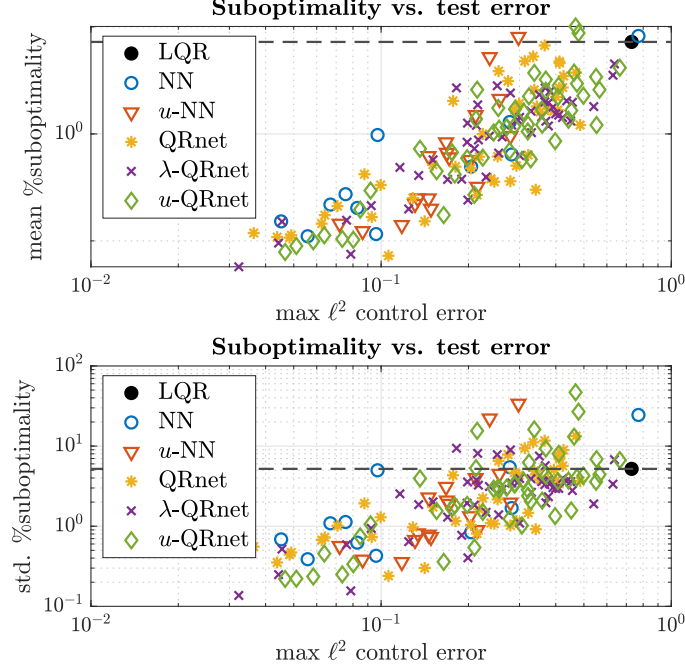 Suboptimality vs. test error
mean %suboptimality
10^0
LQR
NN
u-NN
QRnet
λ-QRnet
u-QRnet
10^-2 10^-1 10^0
max ℓ^2 control error
Suboptimality vs. test error
std. %suboptimality
10^2
10^1
10^0
10^-1
LQR
NN
u-NN
QRnet
λ-QRnet
u-QRnet
10^-2 10^-1 10^0
max ℓ^2 control error